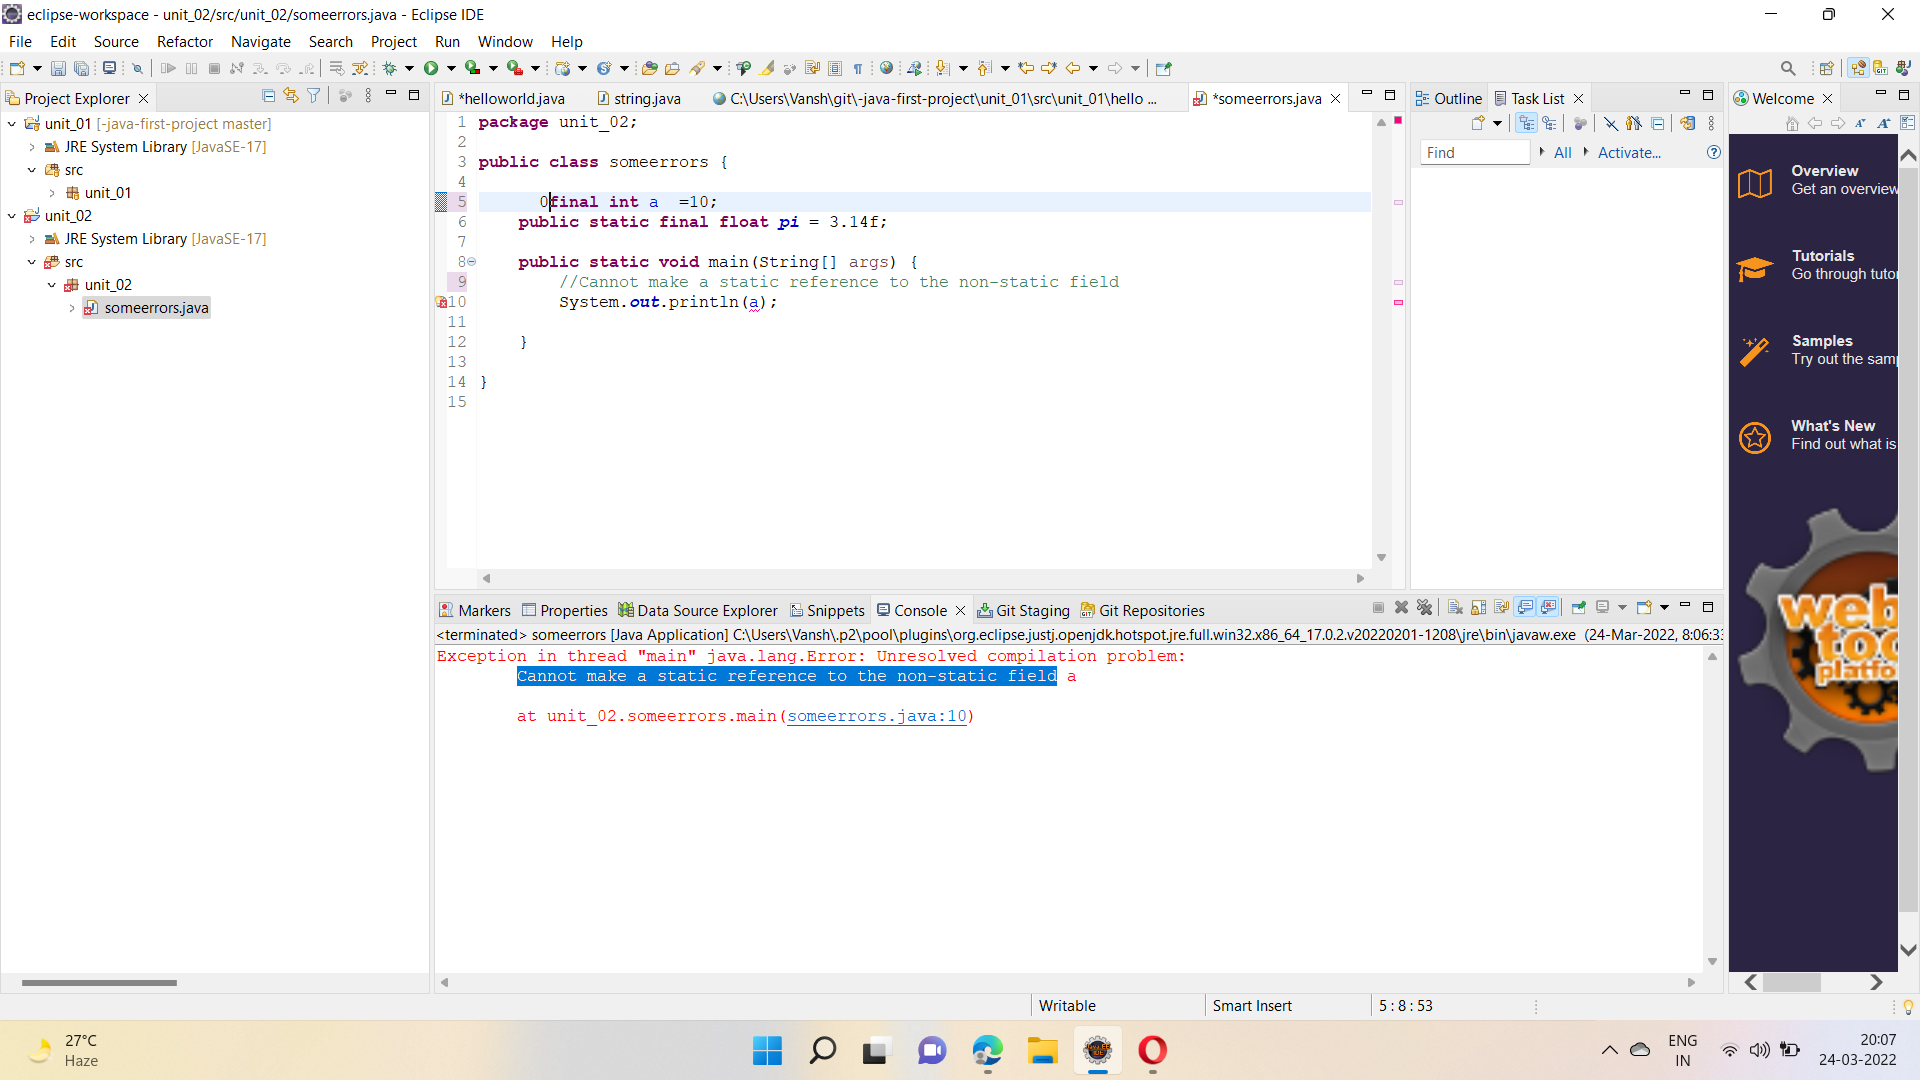 eclipse-workspace - unit_02/src/unit_02/someerrors.java - Eclipse IDE
File Edit Source Refactor Navigate Search Project Run Window Help
Project Explorer
unit_01 [-java-first-project master]
JRE System Library [JavaSE-17]
src
unit_01
unit_02
JRE System Library [JavaSE-17]
src
unit_02
someerrors.java
*helloworld.java string.java C:\Users\Vansh\git\-java-first-project\unit_01\src\unit_01\hello ... *someerrors.java
1 package unit_02;
2
3 public class someerrors {
4
5 0final int a =10;
6 public static final float pi = 3.14f;
7
8 public static void main(String[] args) {
9 //Cannot make a static reference to the non-static field
10 System.out.println(a);
11
12 }
13
14 }
15
Outline Task List
Find All Activate...
Welcome
Overview
Get an overview
Tutorials
Go through tutor
Samples
Try out the sam
What's New
Find out what is
web
too
platfo
Markers Properties Data Source Explorer Snippets Console Git Staging Git Repositories
<terminated> someerrors [Java Application] C:\Users\Vansh\.p2\pool\plugins\org.eclipse.justj.openjdk.hotspot.jre.full.win32.x86_64_17.0.2.v20220201-1208\jre\bin\javaw.exe (24-Mar-2022, 8:06:33
Exception in thread "main" java.lang.Error: Unresolved compilation problem:
Cannot make a static reference to the non-static field a
at unit_02.someerrors.main(someerrors.java:10)
Writable Smart Insert 5 : 8 : 53
27°C
Haze
ENG
IN
20:07
24-03-2022